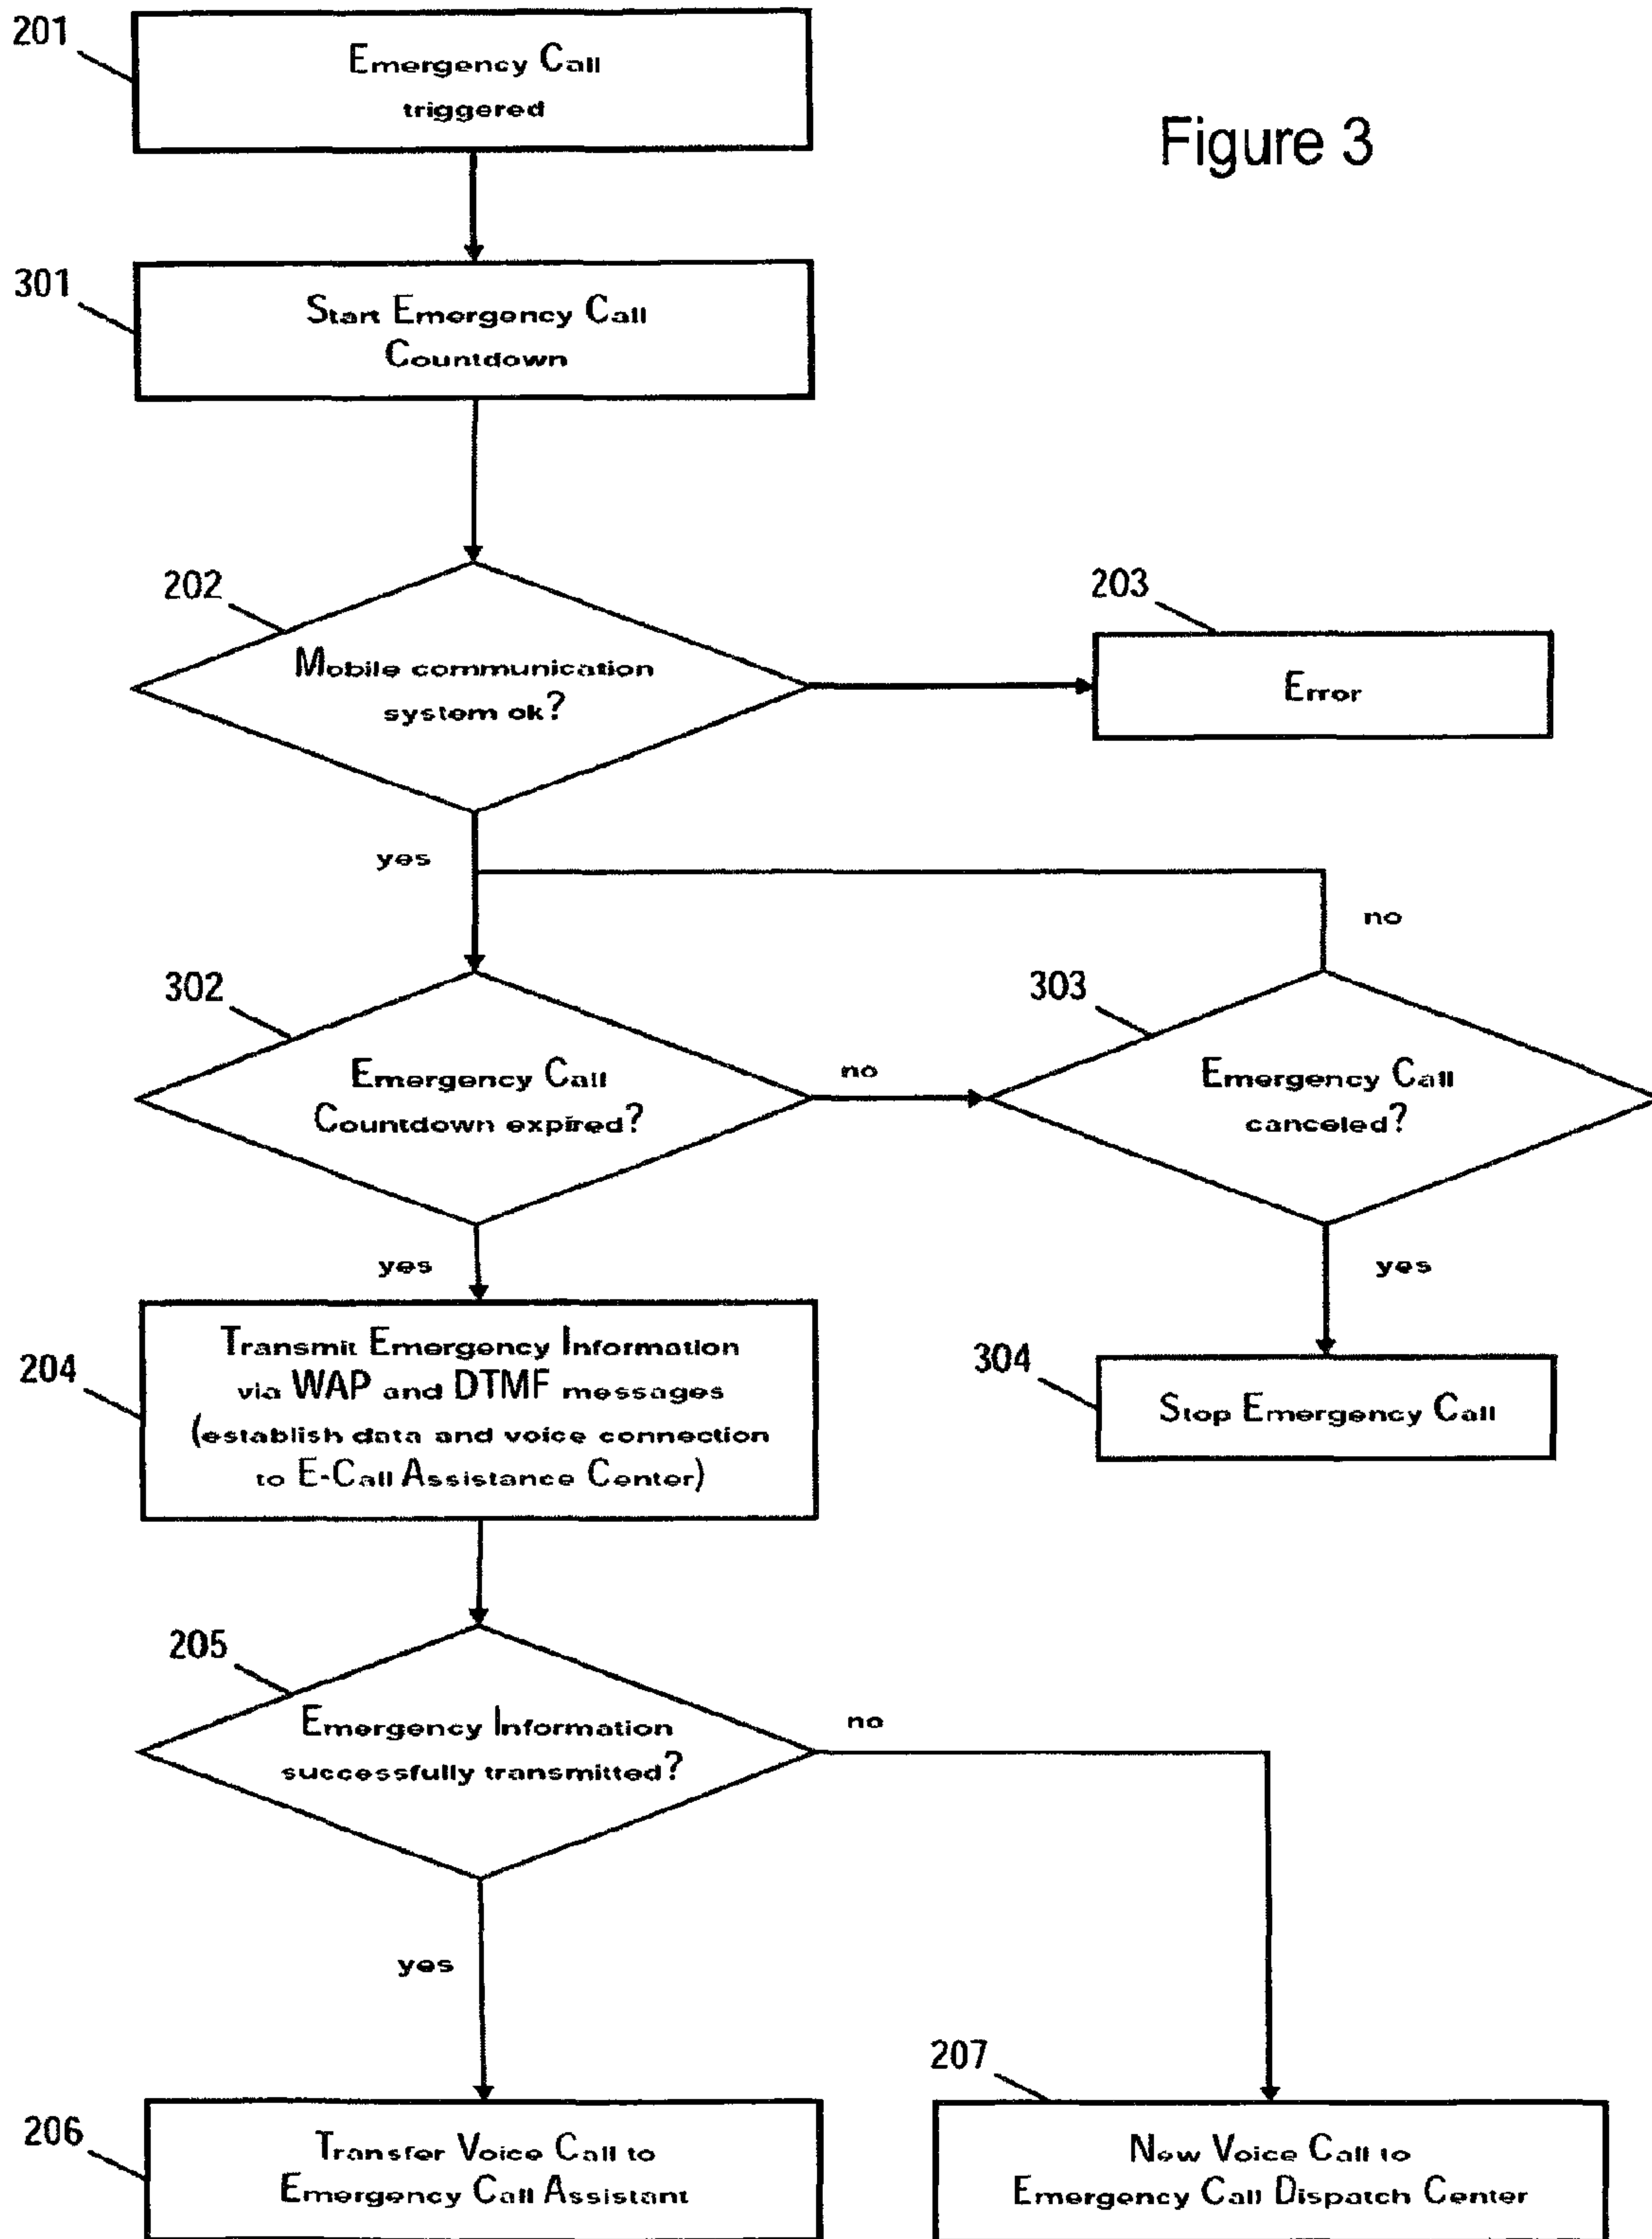 201
Emergency Call
triggered
Figure 3
301
Start Emergency Call
Countdown
202
203
Mobile communication
system ok?
Error
yes
no
302
303
Emergency Call
Countdown expired?
no
Emergency Call
canceled?
yes
yes
204
Transmit Emergency Information
via WAP and DTMF messages
(establish data and voice connection
to E-Call Assistance Center)
304
Stop Emergency Call
205
Emergency Information
successfully transmitted?
no
yes
207
206
Transfer Voice Call to
Emergency Call Assistant
New Voice Call to
Emergency Call Dispatch Center